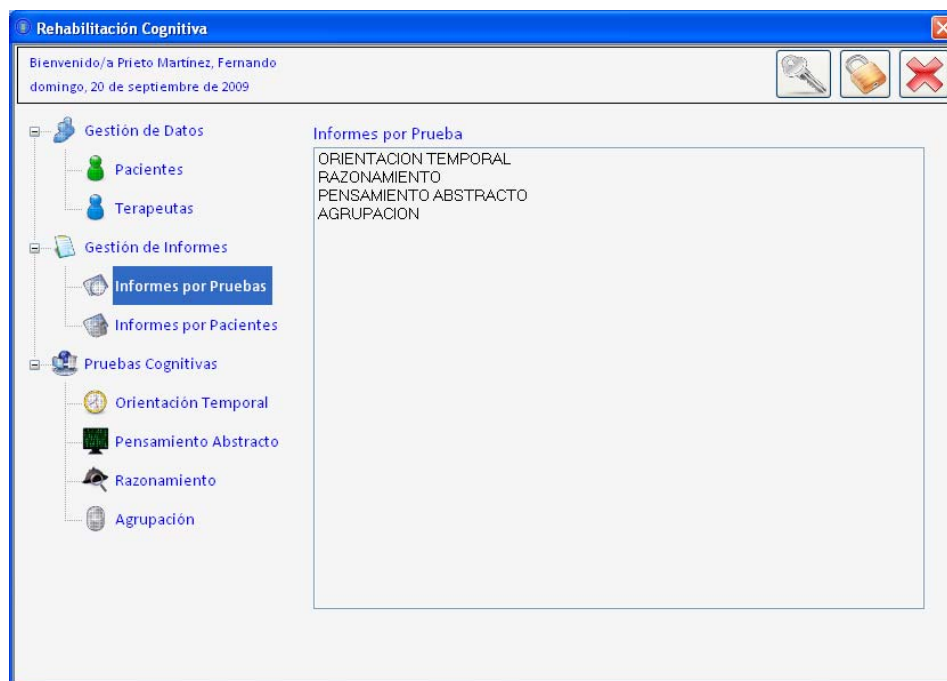 Rehabilitación Cognitiva
Bienvenido/a Prieto Martínez, Fernando
domingo, 20 de septiembre de 2009
Gestión de Datos
Pacientes
Terapeutas
Gestión de Informes
Informes por Pruebas
Informes por Pacientes
Pruebas Cognitivas
Orientación Temporal
Pensamiento Abstracto
Razonamiento
Agrupación
Informes por Prueba
ORIENTACION TEMPORAL
RAZONAMIENTO
PENSAMIENTO ABSTRACTO
AGRUPACION